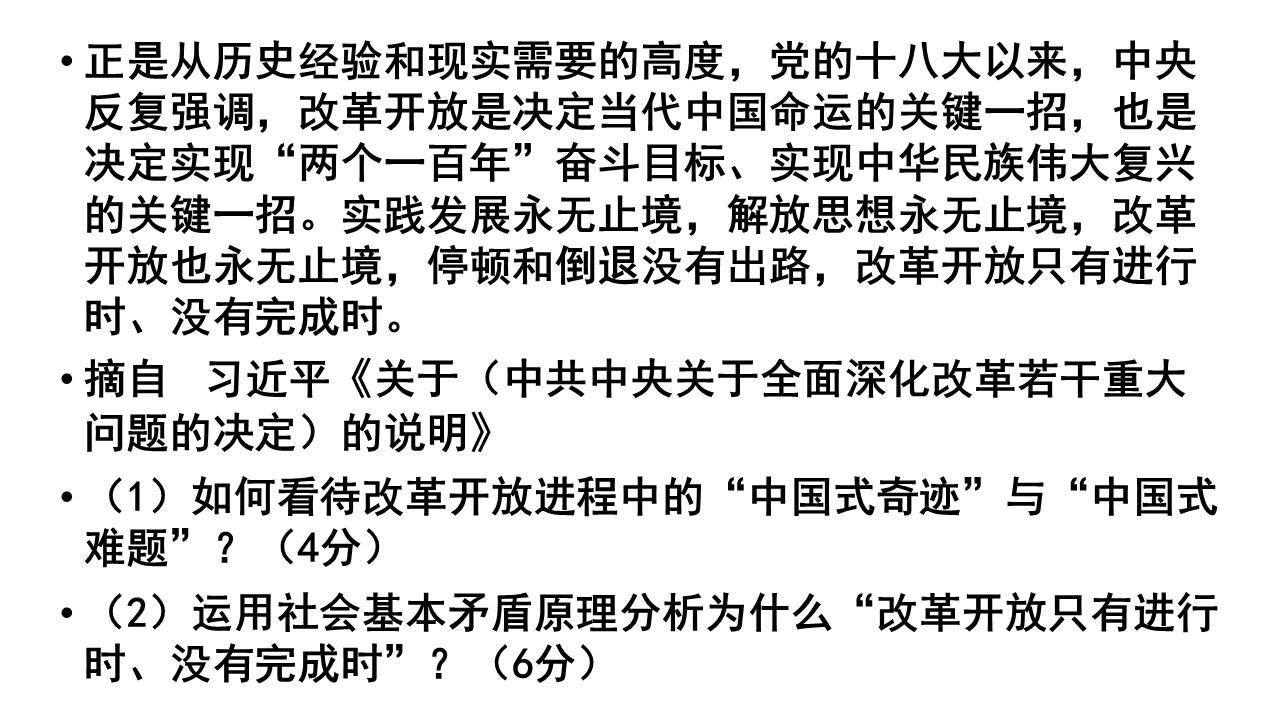 • 正是从历史经验和现实需要的高度，党的十八大以来，中央
反复强调，改革开放是决定当代中国命运的关键一招，也是
决定实现“两个一百年”奋斗目标、实现中华民族伟大复兴
的关键一招。实践发展永无止境，解放思想永无止境，改革
开放也永无止境，停顿和倒退没有出路，改革开放只有进行
时、没有完成时。
• 摘自 习近平《关于（中共中央关于全面深化改革若干重大
问题的决定）的说明》
• （1）如何看待改革开放进程中的“中国式奇迹”与“中国式
难题”？（4分）
• （2）运用社会基本矛盾原理分析为什么“改革开放只有进行
时、没有完成时”？（6分）